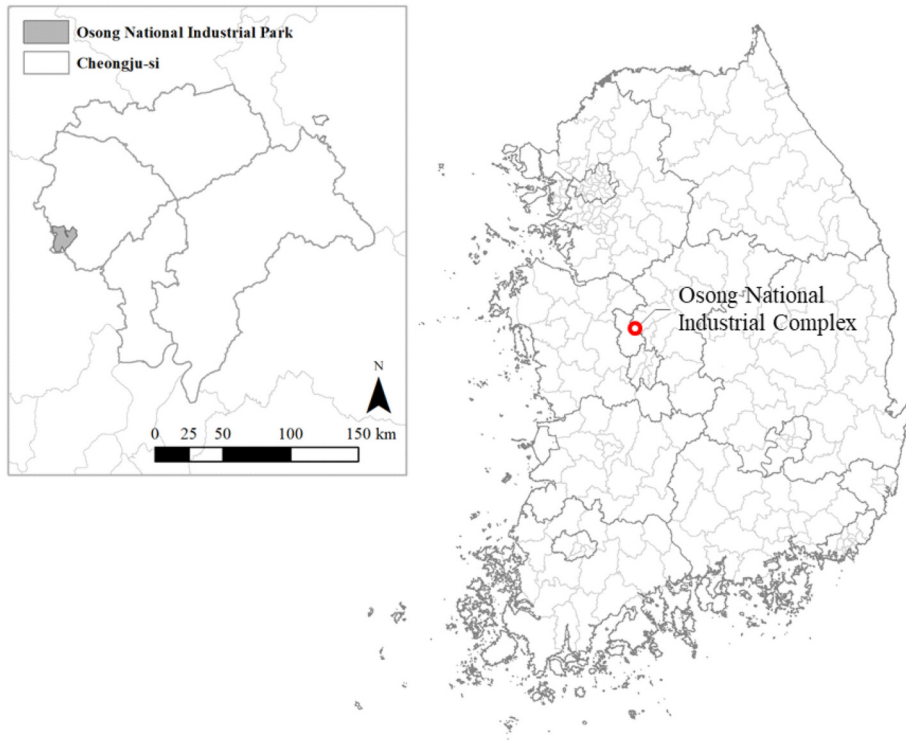 Osong National Industrial Park
Cheongju-si
N
0 25 50 100 150 km
Osong National
Industrial Complex